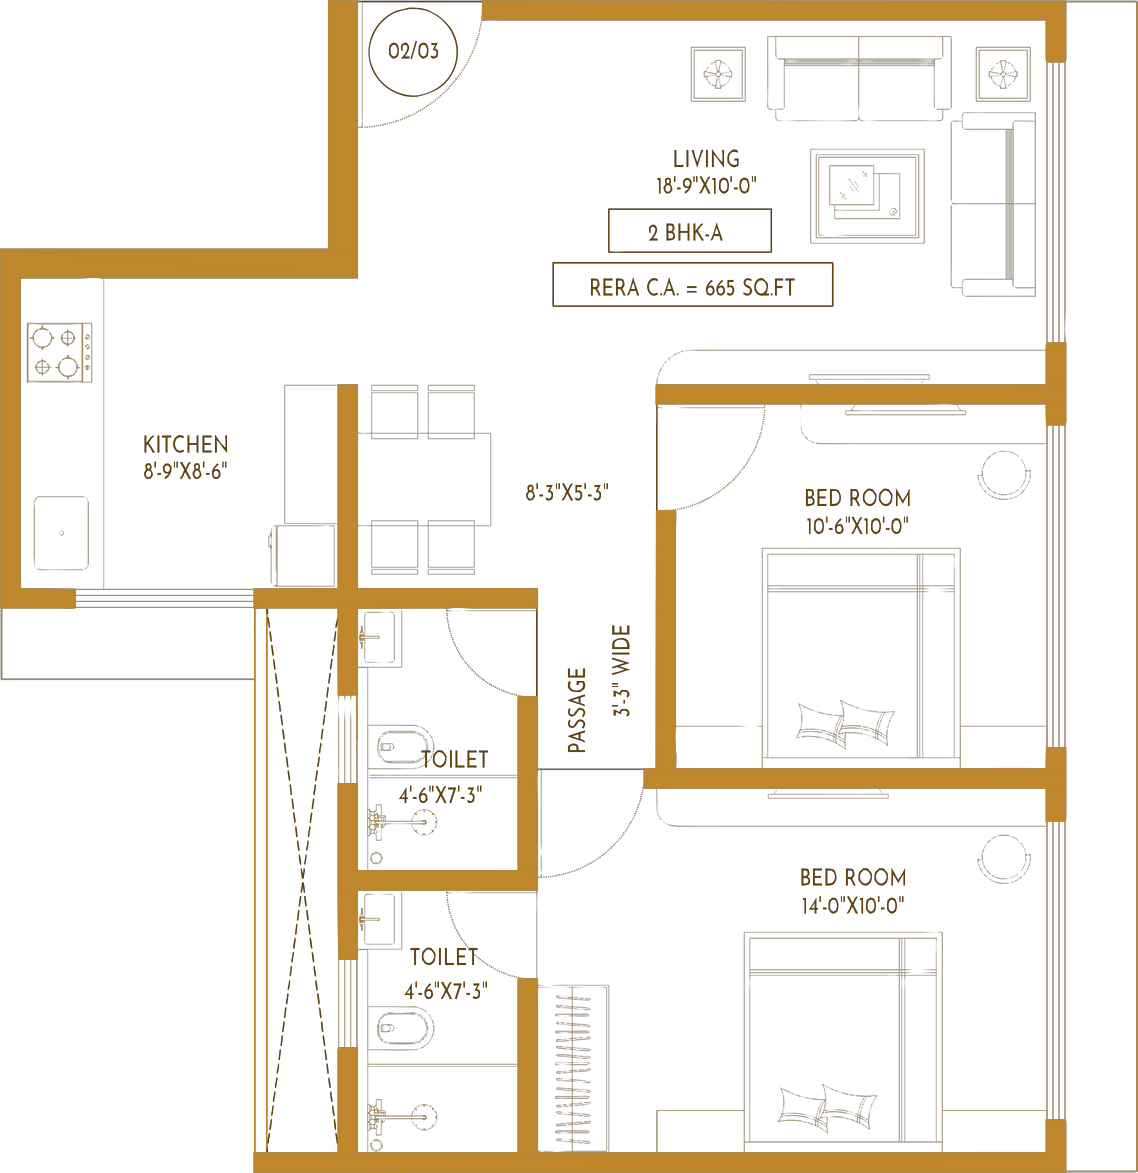 02/03
LIVING
18'-9"X10'-0"
2 BHK-A
RERA C.A. = 665 SQ.FT
KITCHEN
8'-9"X8'-6"
8'-3"X5'-3"
BED ROOM
10'-6"X10'-0"
PASSAGE
3'-3" WIDE
TOILET
4'-6"X7'-3"
BED ROOM
14'-0"X10'-0"
TOILET
4'-6"X7'-3"